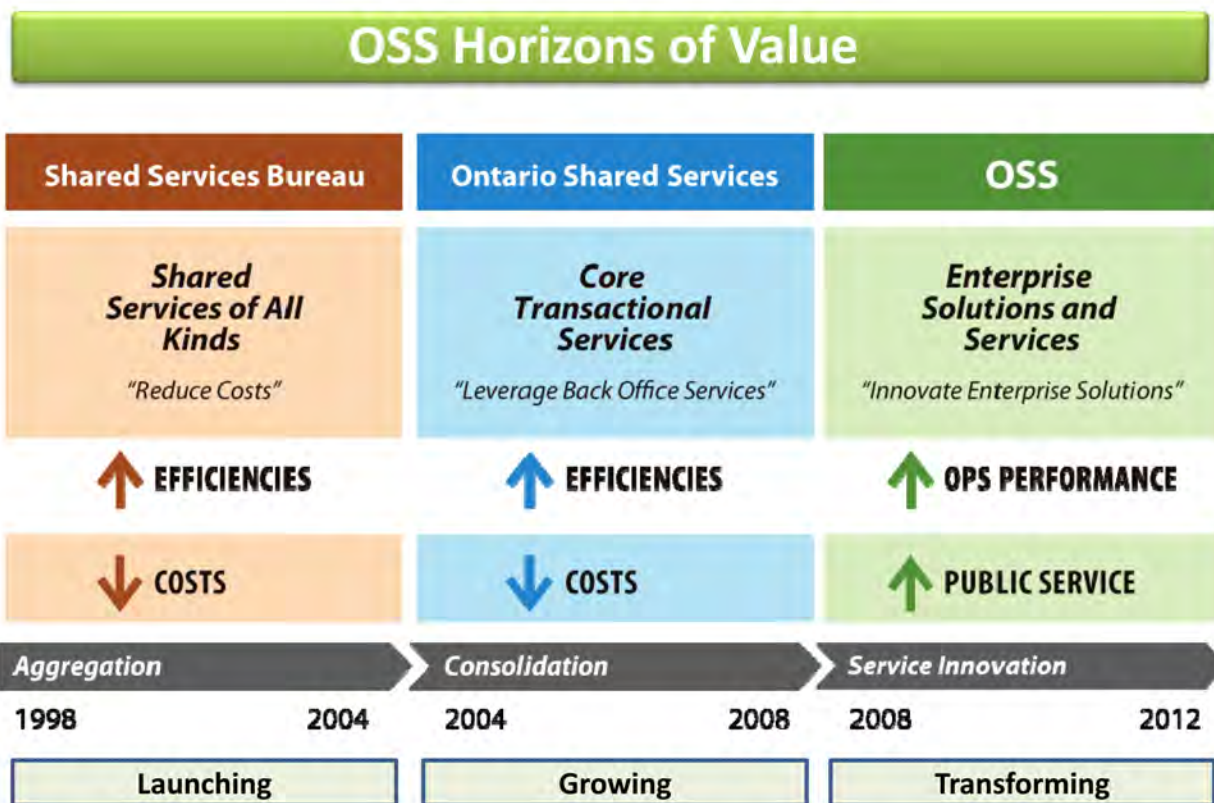 OSS Horizons of Value
Shared Services Bureau
Shared
Services of All
Kinds
"Reduce Costs"
EFFICIENCIES
COSTS
Ontario Shared Services
Core
Transactional
Services
"Leverage Back Office Services"
EFFICIENCIES
COSTS
OSS
Enterprise
Solutions and
Services
"Innovate Enterprise Solutions"
OPS PERFORMANCE
PUBLIC SERVICE
Aggregation
1998 2004
Launching
Consolidation
2004 2008
Growing
Service Innovation
2008 2012
Transforming